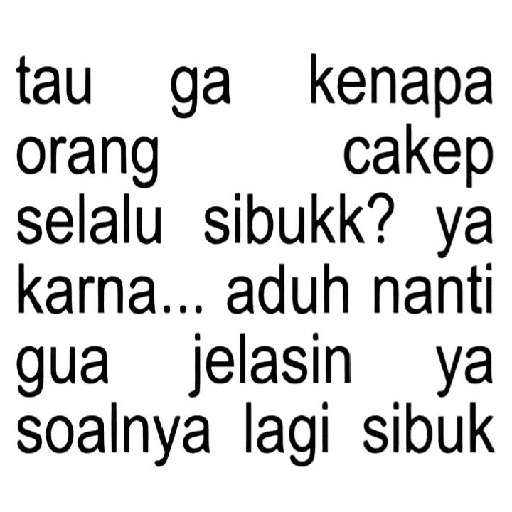 tau ga kenapa
orang cakep
selalu sibukk? ya
karna... aduh nanti
gua jelasin ya
soalnya lagi sibuk